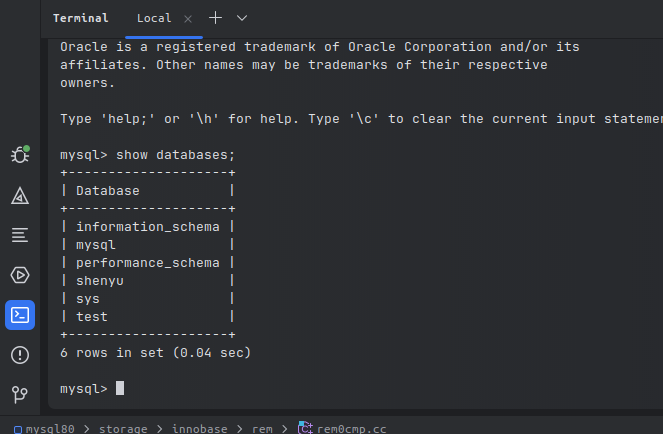 Terminal Local
Oracle is a registered trademark of Oracle Corporation and/or its
affiliates. Other names may be trademarks of their respective
owners.
Type 'help;' or '\h' for help. Type '\c' to clear the current input stateme
mysql> show databases;
+--------------------+
| Database           |
+--------------------+
| information_schema |
| mysql              |
| performance_schema |
| shenyu             |
| sys                |
| test               |
+--------------------+
6 rows in set (0.04 sec)
mysql>
mysql80 > storage > innobase > rem > rem0cmp.cc